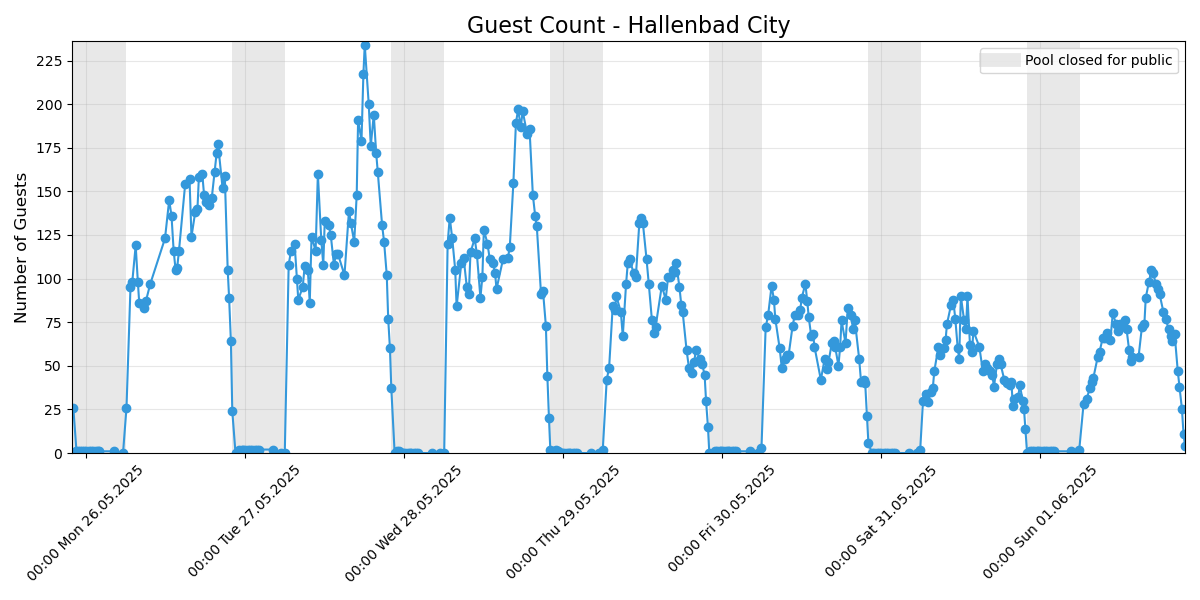 Guest Count - Hallenbad City
Pool closed for public
Number of Guests
225
200
175
150
125
100
75
50
25
0
00:00 Mon 26.05.2025
00:00 Tue 27.05.2025
00:00 Wed 28.05.2025
00:00 Thu 29.05.2025
00:00 Fri 30.05.2025
00:00 Sat 31.05.2025
00:00 Sun 01.06.2025